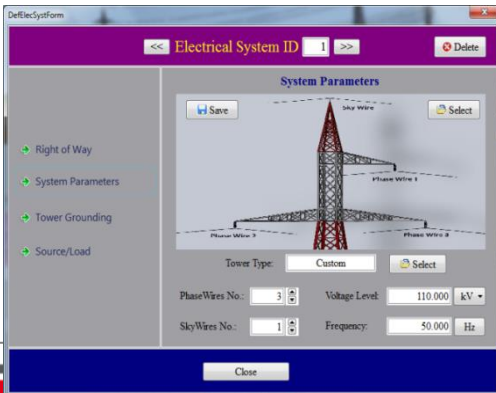 DefElecSystForm
<< Electrical System ID 1 >> Delete
System Parameters
Save Sky Wire Select
Right of Way
System Parameters
Tower Grounding
Source/Load
Phase Wire 1
Phase Wire 2 Phase Wire 3
Tower Type: Custom Select
PhaseWires No.: 3 Voltage Level: 110.000 kV
SkyWires No.: 1 Frequency: 50.000 Hz
Close